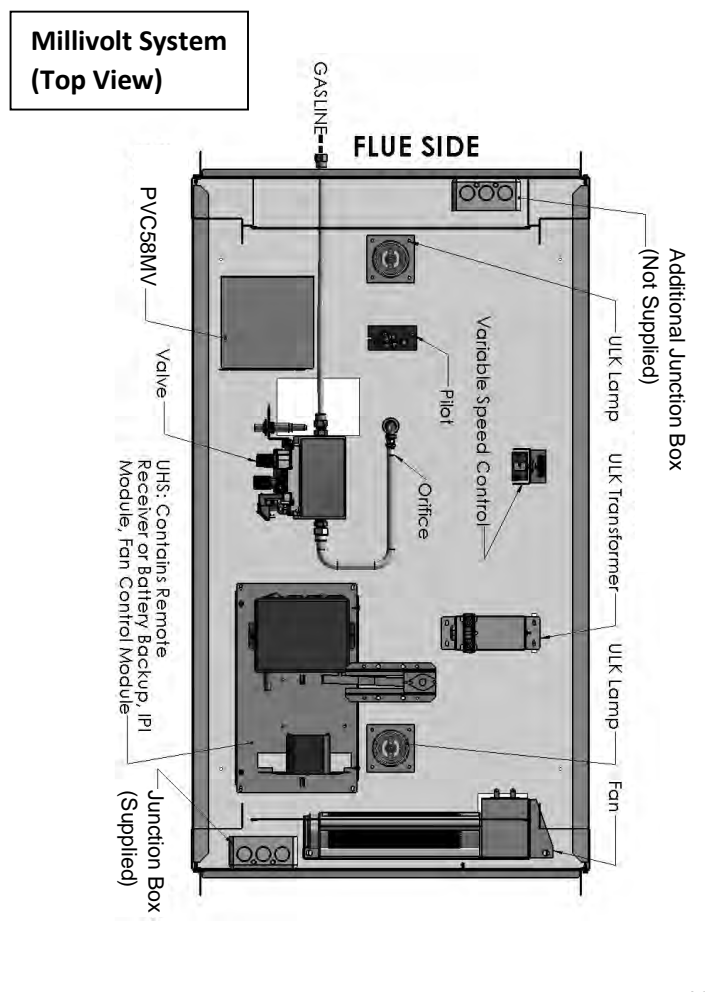 Millivolt System
(Top View)
GASLINE
FLUE SIDE
PVC58MV
Valve
UHS: Contains Remote
Receiver or Battery Backup, IPI
Module, Fan Control Module
Junction Box
(Supplied)
Pilot
Orifice
Variable Speed Control
Additional Junction Box
(Not Supplied)
ULK Lamp
ULK Transformer
ULK Lamp
Fan